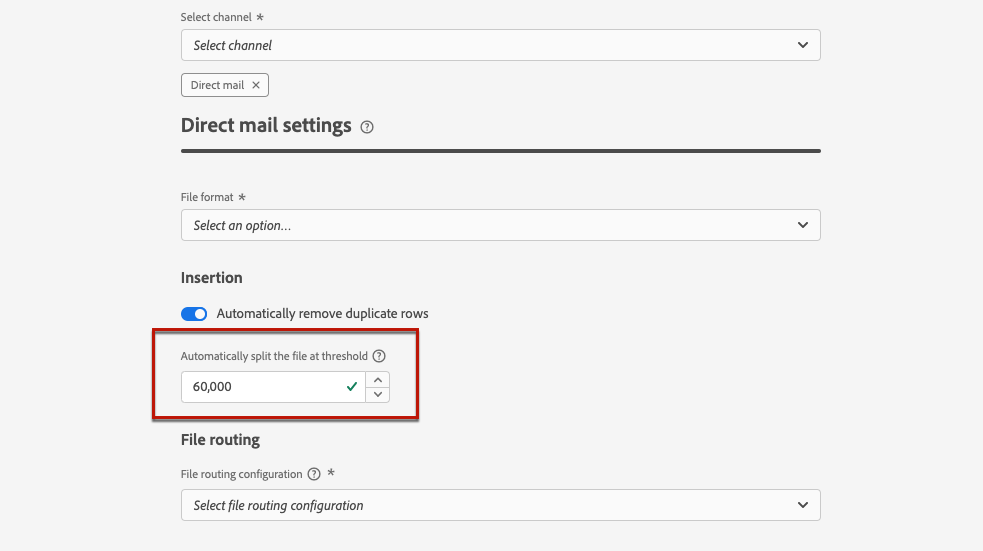 Select channel *
Select channel
Direct mail ×
Direct mail settings ?
File format *
Select an option...
Insertion
Automatically remove duplicate rows
Automatically split the file at threshold ?
60,000
File routing
File routing configuration ? *
Select file routing configuration